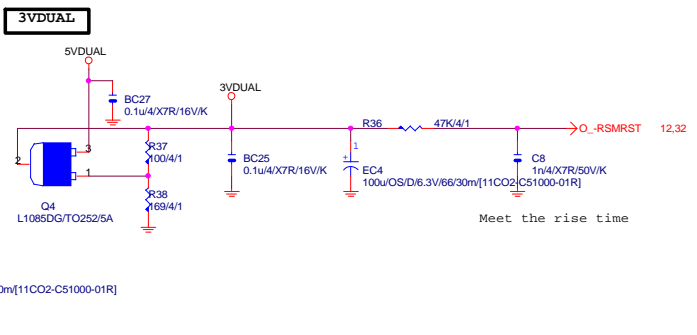 3VDUAL
5VDUAL
3VDUAL
BC27
0.1u/4/X7R/16V/K
R36
47K/4/1
O_-RSMRST 12,32
3
2
1
R37
100/4/1
BC25
0.1u/4/X7R/16V/K
1
+
EC4
100u/OS/D/6.3V/66/30m/[11CO2-C51000-01R]
C8
1n/4/X7R/50V/K
R38
169/4/1
Q4
L1085DG/TO252/5A
Meet the rise time
0m/[11CO2-C51000-01R]